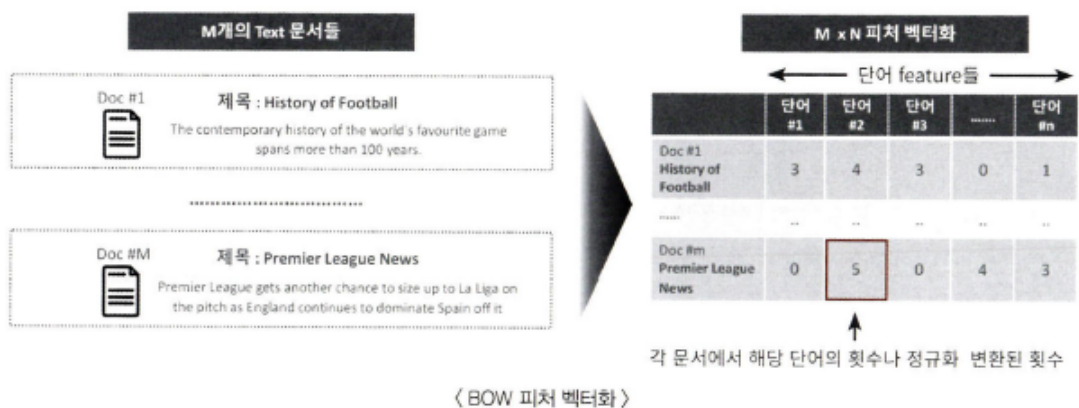 M개의 Text 문서들
Doc #1
제목 : History of Football
The contemporary history of the world's favourite game
spans more than 100 years.
..............................
Doc #M
제목 : Premier League News
Premier League gets another chance to size up to La Liga on
the pitch as England continues to dominate Spain off it
M x N 피처 벡터화
단어 feature들
단어 #1 단어 #2 단어 #3 ....... 단어 #n
Doc #1
History of
Football
3 4 3 0 1
......
.. .. .. .. ..
Doc #m
Premier League
News
0 5 0 4 3
각 문서에서 해당 단어의 횟수나 정규화 변환된 횟수
〈 BOW 피처 벡터화 〉